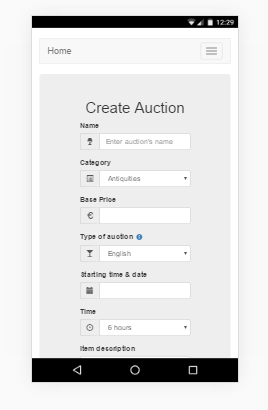 12:29
Home
Create Auction
Name
Enter auction's name
Category
Antiquities
Base Price
€
Type of auction
English
Starting time & date
Time
6 hours
Item description